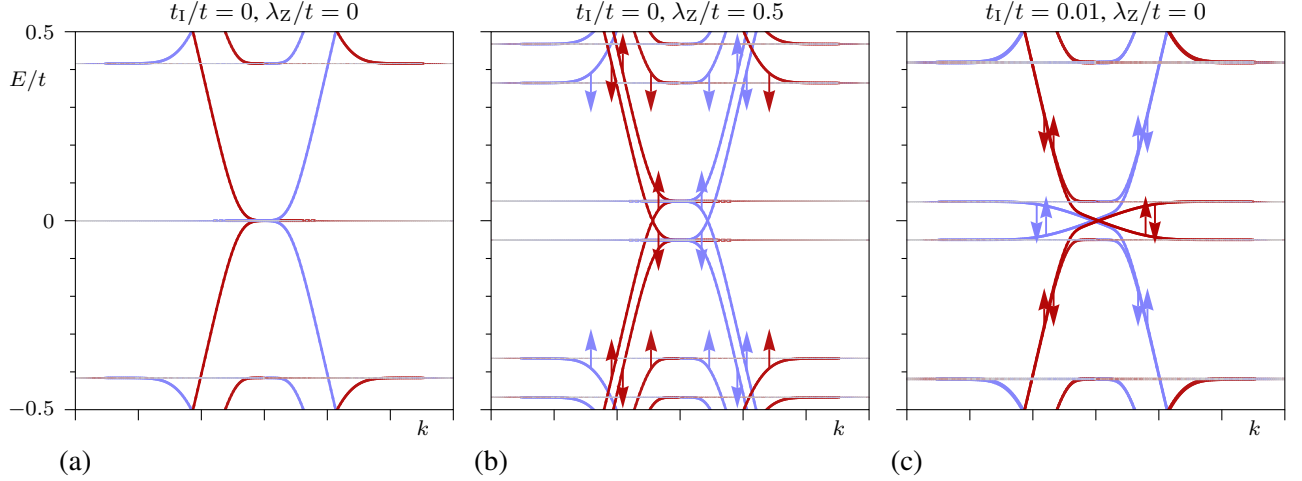 t_I/t = 0, λ_Z/t = 0
t_I/t = 0, λ_Z/t = 0.5
t_I/t = 0.01, λ_Z/t = 0
0.5
E/t
0
−0.5
k
k
k
(a)
(b)
(c)